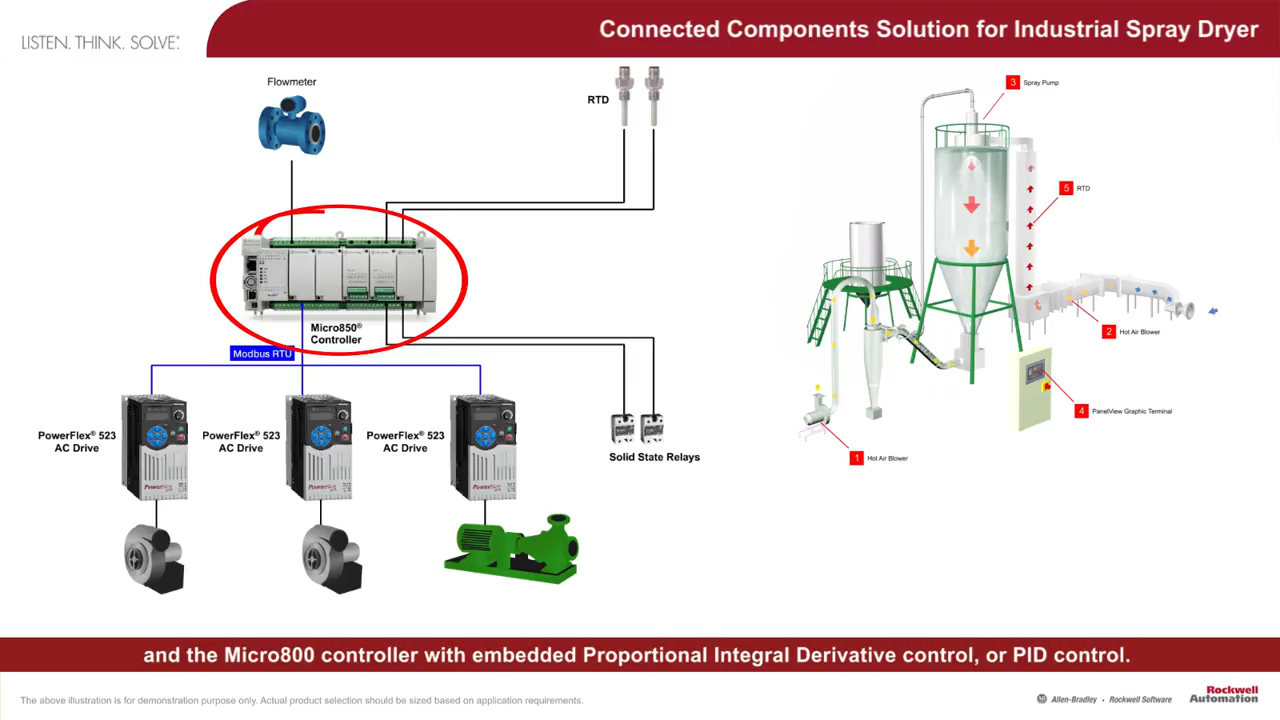 LISTEN. THINK. SOLVE.®
Connected Components Solution for Industrial Spray Dryer
Flowmeter
RTD
3 Spray Pump
5 RTD
Micro850®
Controller
Modbus RTU
2 Hot Air Blower
PowerFlex® 523
AC Drive
PowerFlex® 523
AC Drive
PowerFlex® 523
AC Drive
4 PanelView Graphic Terminal
Solid State Relays
1 Hot Air Blower
and the Micro800 controller with embedded Proportional Integral Derivative control, or PID control.
The above illustration is for demonstration purpose only. Actual product selection should be sized based on application requirements.
Allen-Bradley • Rockwell Software
Rockwell
Automation